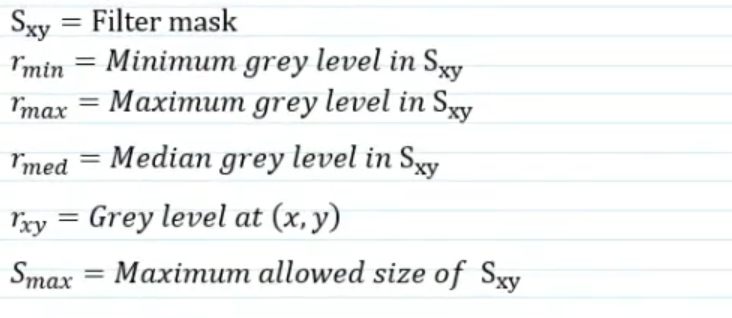 Sxy = Filter mask
rmin = Minimum grey level in Sxy
rmax = Maximum grey level in Sxy
rmed = Median grey level in Sxy
rxy = Grey level at (x, y)
Smax = Maximum allowed size of Sxy